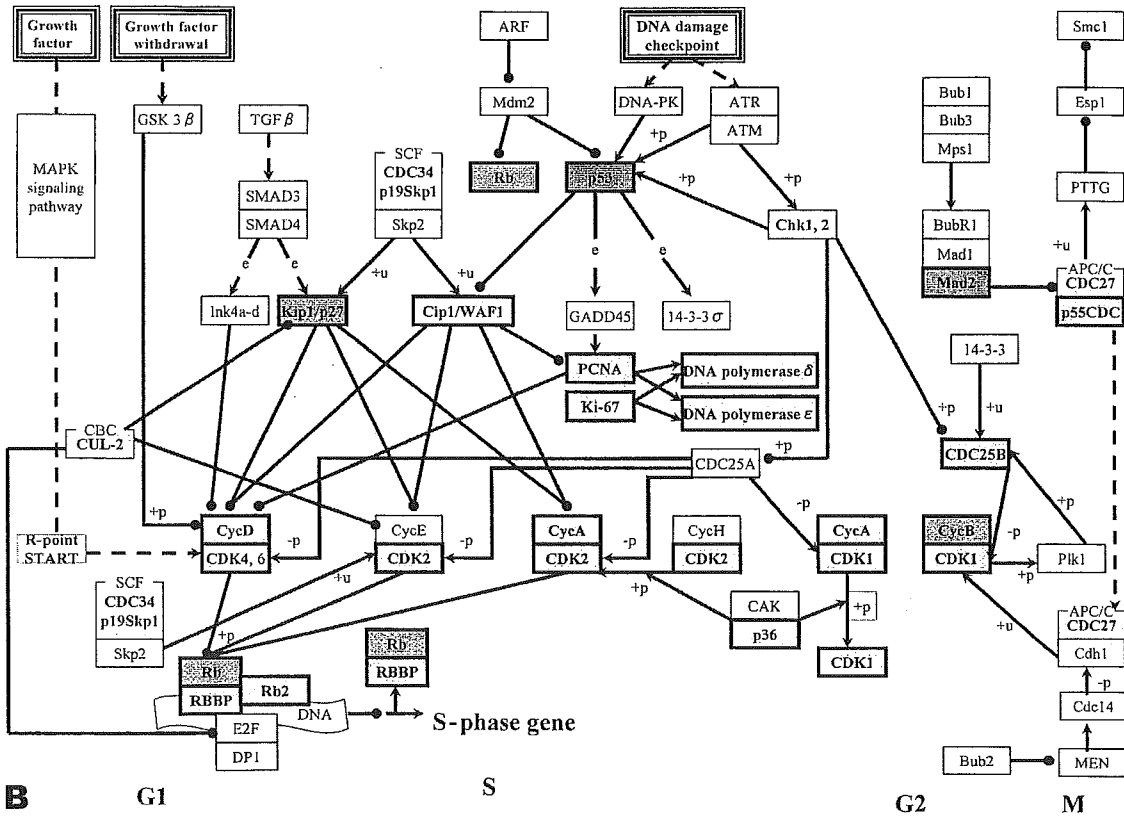 Growth
factor
Growth factor
withdrawal
ARF
DNA damage
checkpoint
Smc1
GSK 3 β
TGF β
Mdm2
DNA-PK
ATR
ATM
Bub1
Bub3
Mps1
Esp1
MAPK
signaling
pathway
SMAD3
SMAD4
SCF
CDC34
p19Skp1
Skp2
Rb
p53
+p
+p
+p
Chk1, 2
BubR1
Mad1
Mad2
PTTG
+u
APC/C
CDC27
p55CDC
e
e
+u
+u
e
e
Ink4a-d
Kip1/p27
Cip1/WAF1
GADD45
14-3-3 σ
14-3-3
PCNA
Ki-67
DNA polymerase δ
DNA polymerase ε
+p
+u
CBC
CUL-2
CDC25A
+p
CDC25B
+p
R-point
START
CycD
CDK4, 6
-p
CycE
CDK2
-p
CycA
CDK2
-p
CycH
CDK2
-p
CycA
CDK1
CycB
CDK1
-p
+p
+p
Plk1
SCF
CDC34
p19Skp1
Skp2
+u
+p
+p
CAK
p36
+p
CDK1
+u
APC/C
CDC27
Cdh1
-p
Cdc14
Rb
RBBP
Rb2
Rb
RBBP
DNA
S-phase gene
E2F
DP1
Bub2
MEN
B
G1
S
G2
M